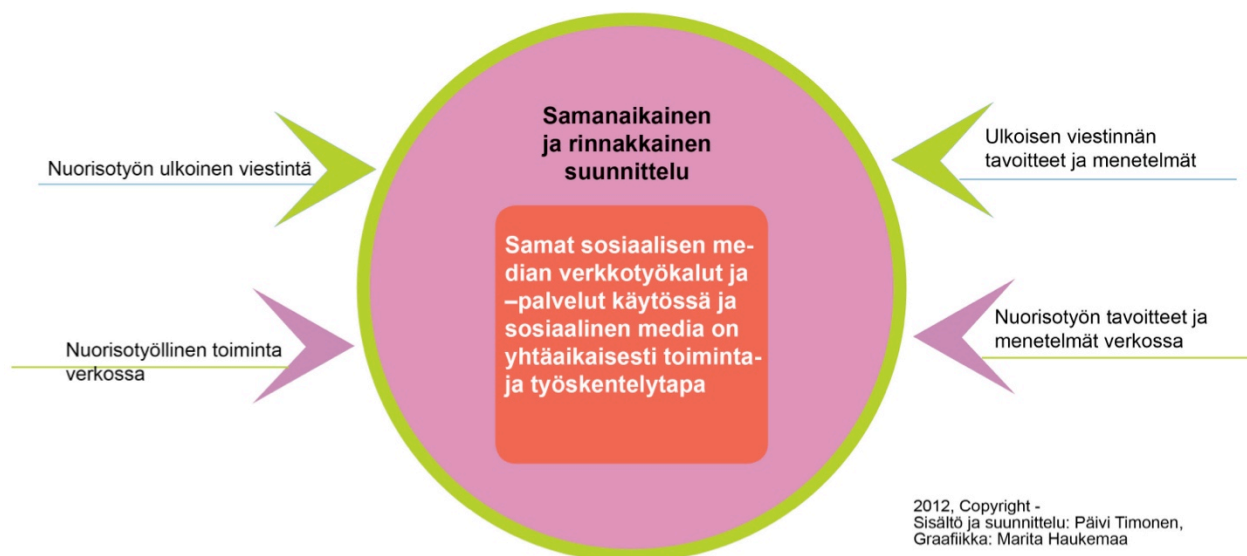 Samanaikainen
ja rinnakkainen
suunnittelu
Nuorisotyön ulkoinen viestintä
Ulkoisen viestinnän
tavoitteet ja menetelmät
Samat sosiaalisen me-
dian verkkotyökalut ja
–palvelut käytössä ja
sosiaalinen media on
yhtäaikaisesti toiminta-
ja työskentelytapa
Nuorisotyöllinen toiminta
verkossa
Nuorisotyön tavoitteet ja
menetelmät verkossa
2012, Copyright -
Sisältö ja suunnittelu: Päivi Timonen,
Graafiikka: Marita Haukemaa